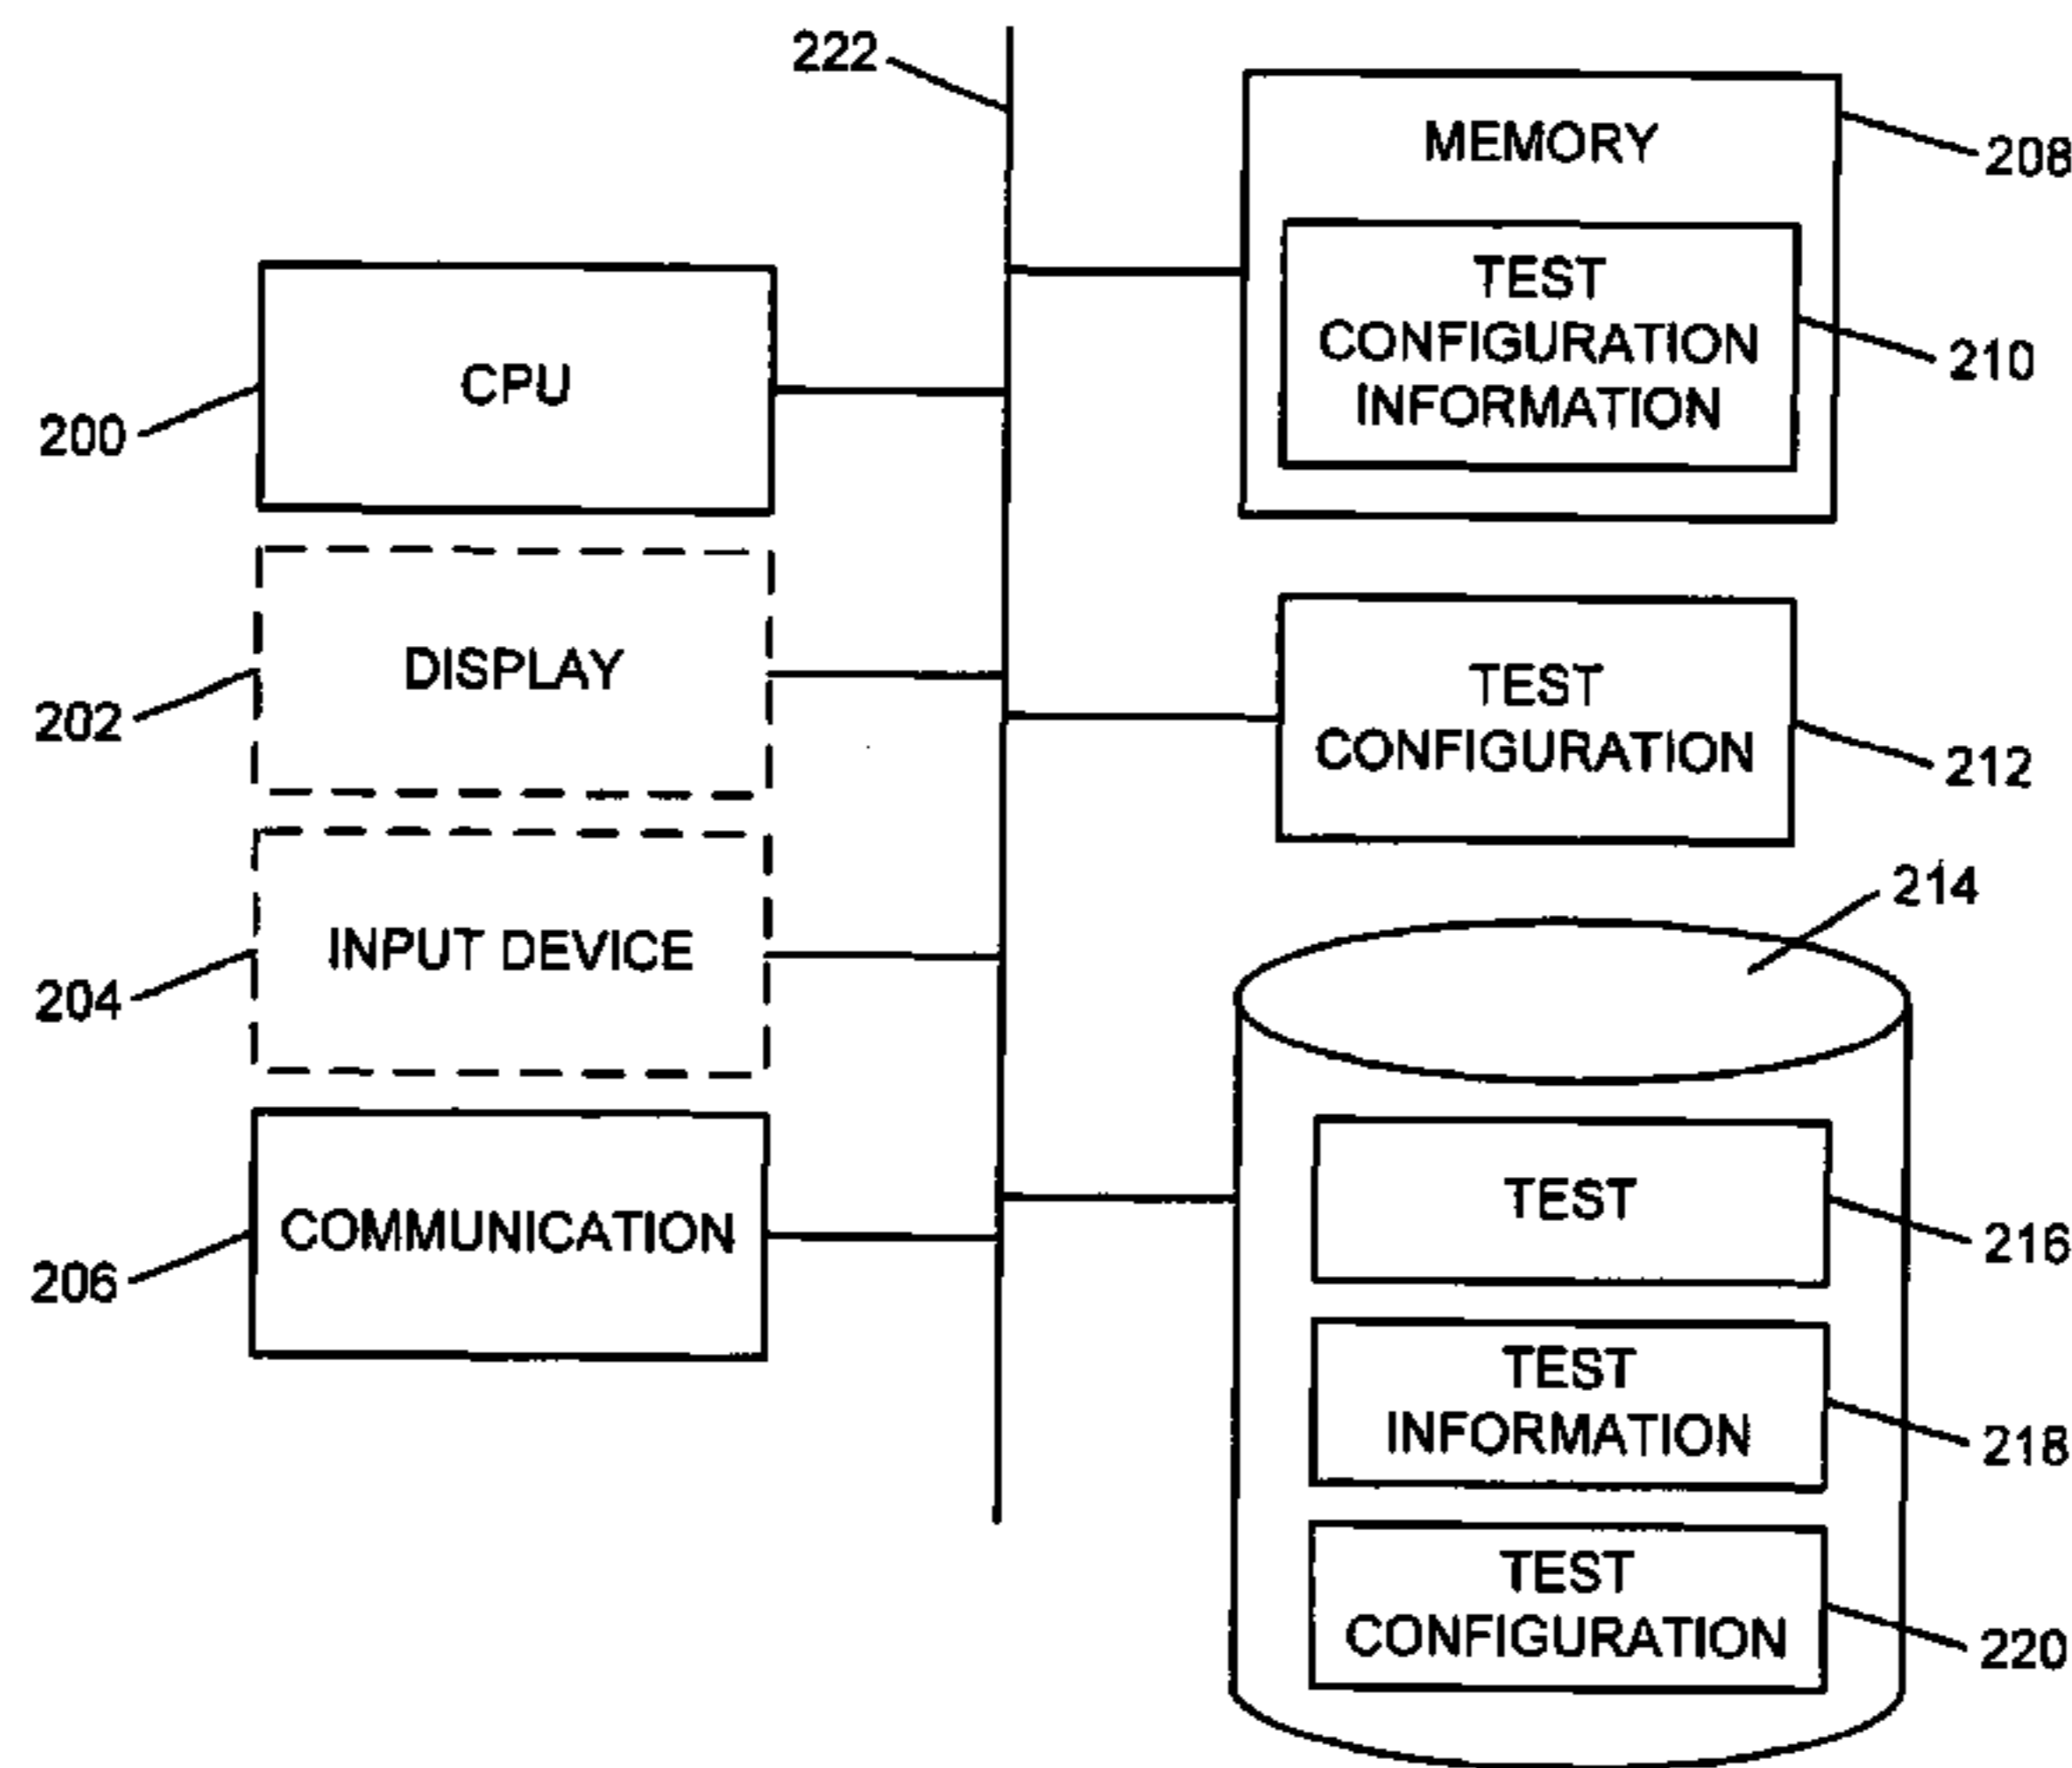 222
MEMORY
208
TEST
CONFIGURATION
INFORMATION
210
CPU
200
DISPLAY
202
TEST
CONFIGURATION
212
INPUT DEVICE
204
214
COMMUNICATION
206
TEST
216
TEST
INFORMATION
218
TEST
CONFIGURATION
220